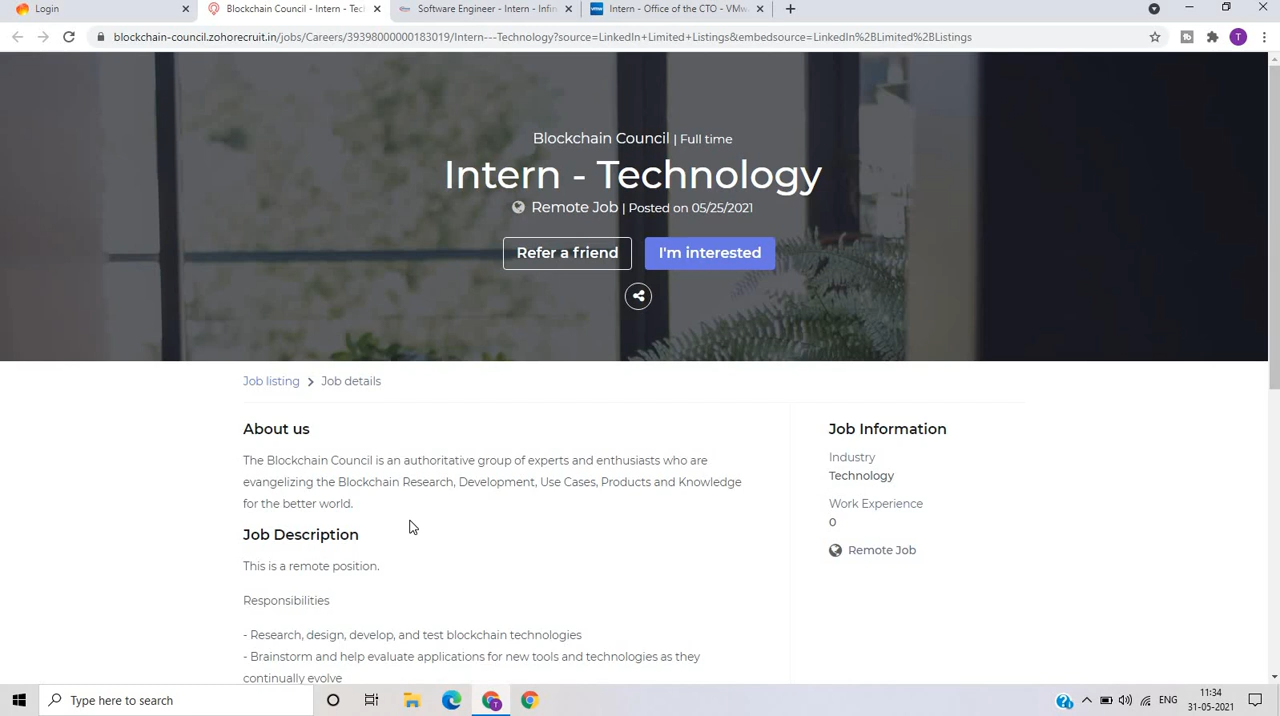 Login
Blockchain Council - Intern - Tec
Software Engineer - Intern - Infin
Intern - Office of the CTO - VMw
blockchain-council.zohorecruit.in/jobs/Careers/39398000000183019/Intern---Technology?source=LinkedIn+Limited+Listings&embedsource=LinkedIn%2BLimited%2BListings
T
Blockchain Council | Full time
Intern - Technology
Remote Job | Posted on 05/25/2021
Refer a friend
I'm interested
Job listing > Job details
About us
The Blockchain Council is an authoritative group of experts and enthusiasts who are
evangelizing the Blockchain Research, Development, Use Cases, Products and Knowledge
for the better world.
Job Description
This is a remote position.
Responsibilities
- Research, design, develop, and test blockchain technologies
- Brainstorm and help evaluate applications for new tools and technologies as they
continually evolve
Job Information
Industry
Technology
Work Experience
0
Remote Job
Type here to search
ENG
11:34
31-05-2021